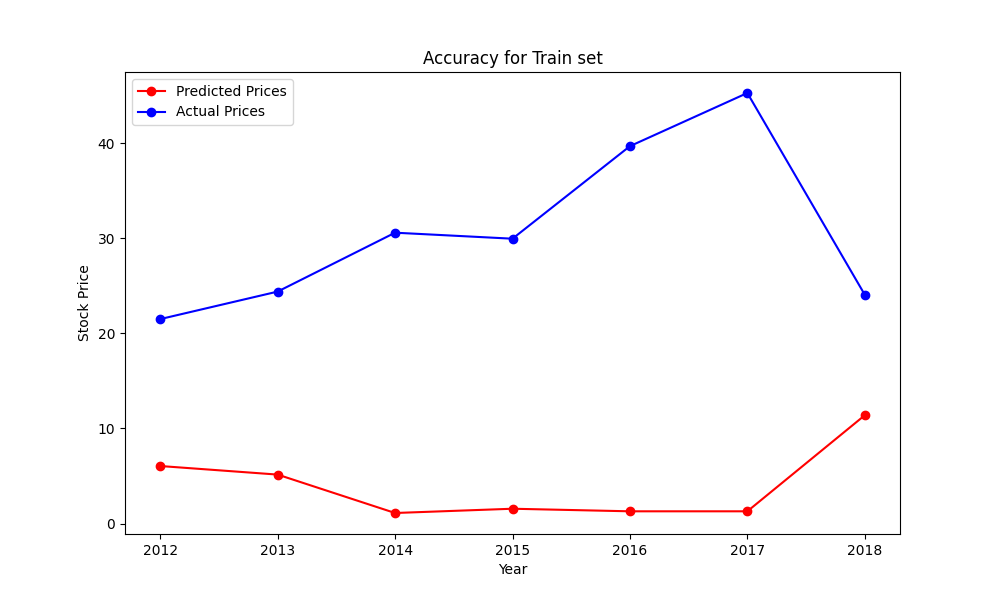 Accuracy for Train set
Predicted Prices
Actual Prices
Stock Price
40
30
20
10
0
2012 2013 2014 2015 2016 2017 2018
Year